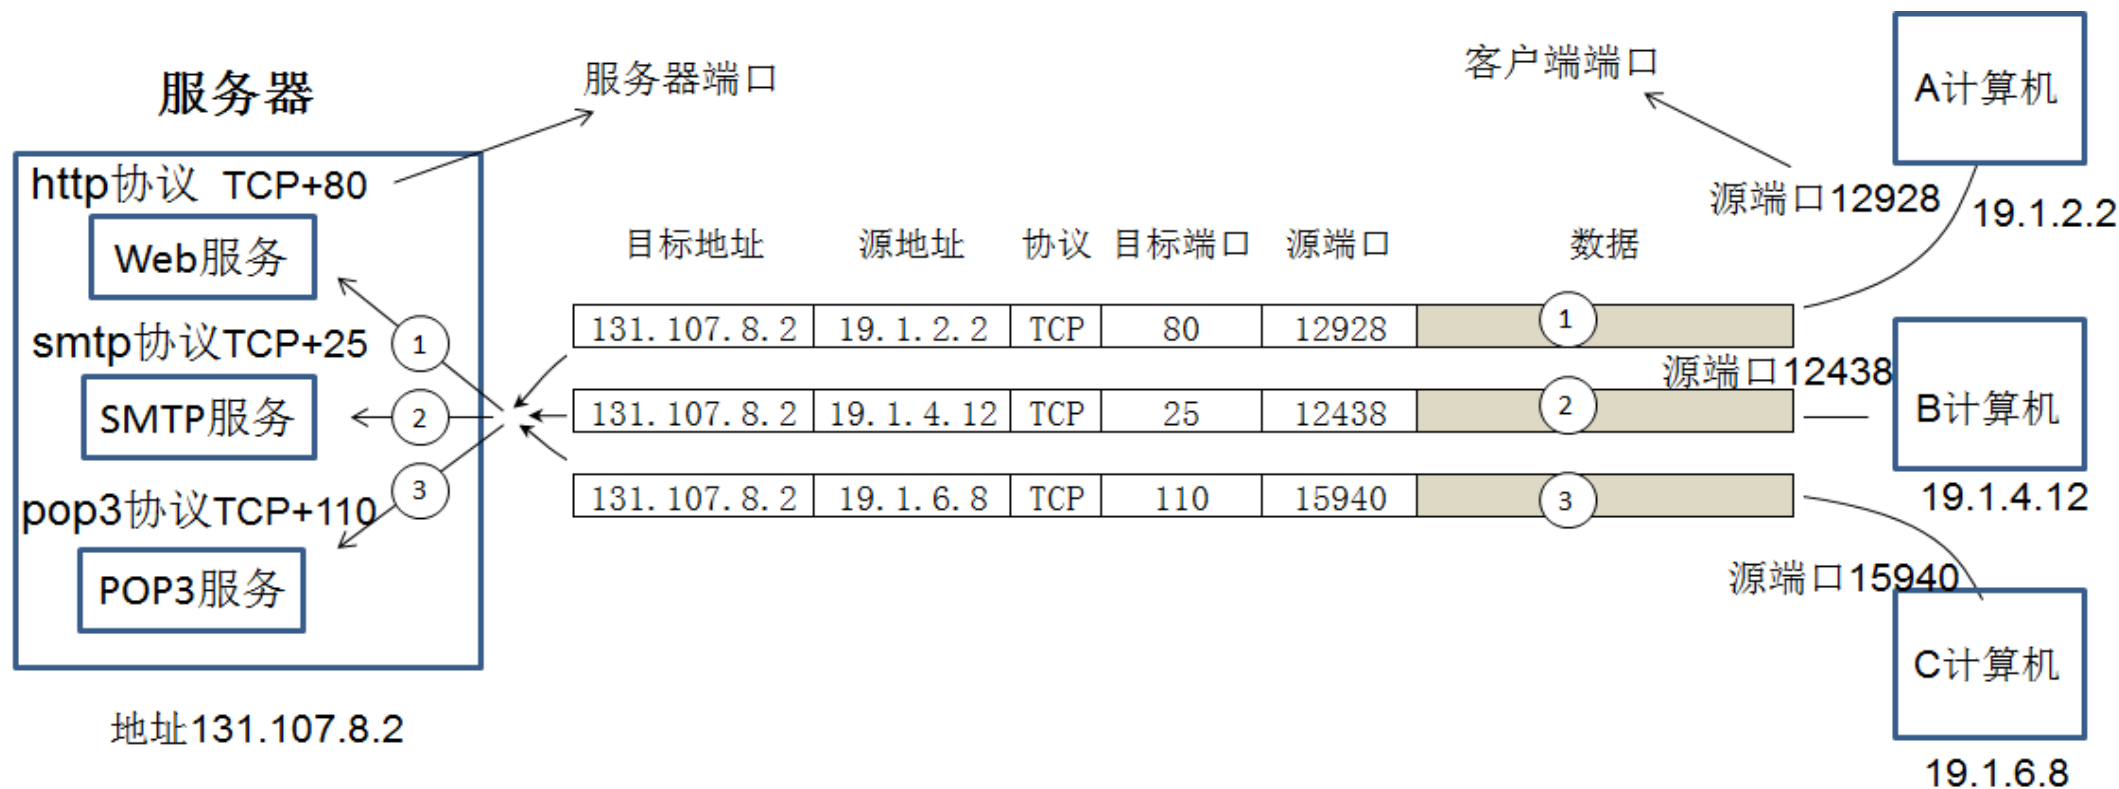 服务器
服务器端口
客户端端口
A计算机
http协议 TCP+80
源端口12928
19.1.2.2
Web服务
目标地址 源地址 协议 目标端口 源端口 数据
131.107.8.2 19.1.2.2 TCP 80 12928 1
smtp协议TCP+25
1
源端口12438
SMTP服务
2
131.107.8.2 19.1.4.12 TCP 25 12438 2
B计算机
19.1.4.12
pop3协议TCP+110
3
131.107.8.2 19.1.6.8 TCP 110 15940 3
POP3服务
源端口15940
C计算机
地址131.107.8.2
19.1.6.8